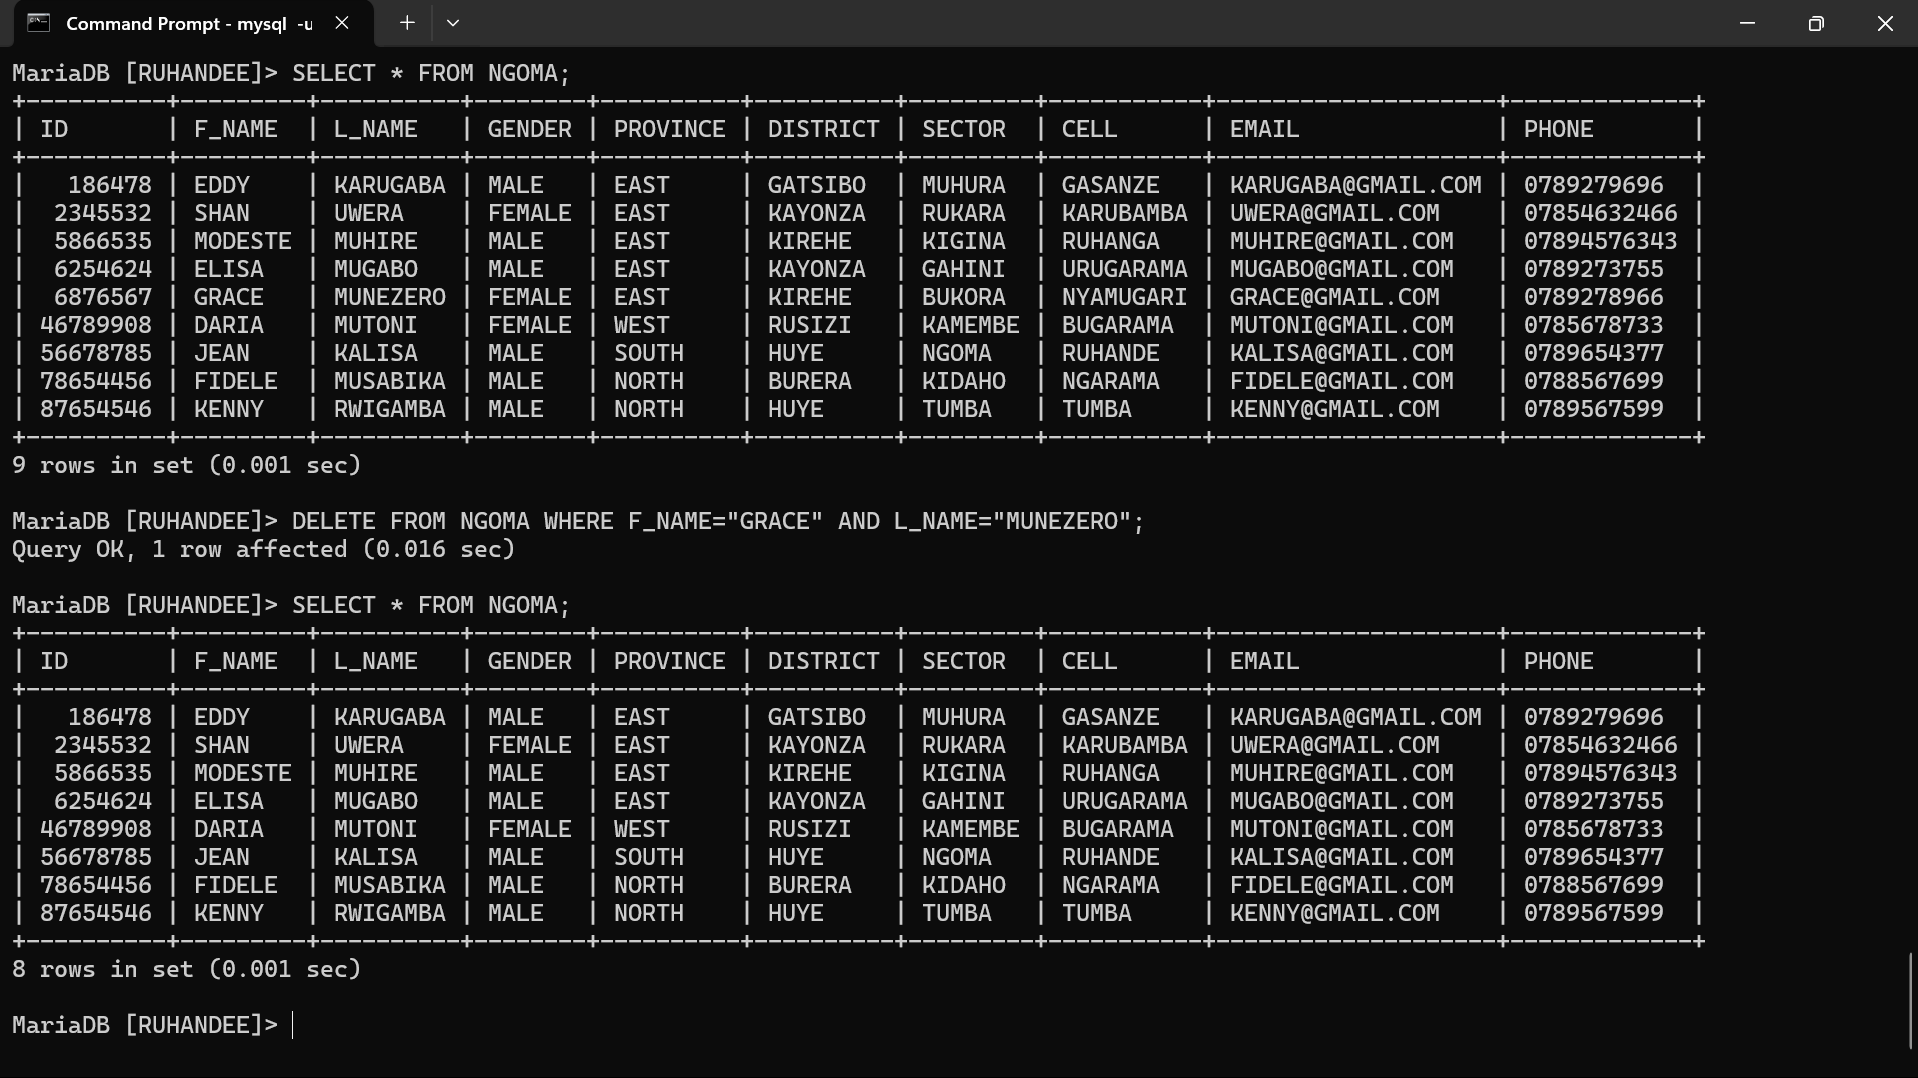 Command Prompt - mysql -u
MariaDB [RUHANDEE]> SELECT * FROM NGOMA;
+----------+---------+----------+--------+----------+----------+---------+-----------+--------------------+-------------+
| ID       | F_NAME  | L_NAME   | GENDER | PROVINCE | DISTRICT | SECTOR  | CELL      | EMAIL              | PHONE       |
+----------+---------+----------+--------+----------+----------+---------+-----------+--------------------+-------------+
|   186478 | EDDY    | KARUGABA | MALE   | EAST     | GATSIBO  | MUHURA  | GASANZE   | KARUGABA@GMAIL.COM | 0789279696  |
|  2345532 | SHAN    | UWERA    | FEMALE | EAST     | KAYONZA  | RUKARA  | KARUBAMBA | UWERA@GMAIL.COM    | 07854632466 |
|  5866535 | MODESTE | MUHIRE   | MALE   | EAST     | KIREHE   | KIGINA  | RUHANGA   | MUHIRE@GMAIL.COM   | 07894576343 |
|  6254624 | ELISA   | MUGABO   | MALE   | EAST     | KAYONZA  | GAHINI  | URUGARAMA | MUGABO@GMAIL.COM   | 0789273755  |
|  6876567 | GRACE   | MUNEZERO | FEMALE | EAST     | KIREHE   | BUKORA  | NYAMUGARI | GRACE@GMAIL.COM    | 0789278966  |
| 46789908 | DARIA   | MUTONI   | FEMALE | WEST     | RUSIZI   | KAMEMBE | BUGARAMA  | MUTONI@GMAIL.COM   | 0785678733  |
| 56678785 | JEAN    | KALISA   | MALE   | SOUTH    | HUYE     | NGOMA   | RUHANDE   | KALISA@GMAIL.COM   | 0789654377  |
| 78654456 | FIDELE  | MUSABIKA | MALE   | NORTH    | BURERA   | KIDAHO  | NGARAMA   | FIDELE@GMAIL.COM   | 0788567699  |
| 87654546 | KENNY   | RWIGAMBA | MALE   | NORTH    | HUYE     | TUMBA   | TUMBA     | KENNY@GMAIL.COM    | 0789567599  |
+----------+---------+----------+--------+----------+----------+---------+-----------+--------------------+-------------+
9 rows in set (0.001 sec)
MariaDB [RUHANDEE]> DELETE FROM NGOMA WHERE F_NAME="GRACE" AND L_NAME="MUNEZERO";
Query OK, 1 row affected (0.016 sec)
MariaDB [RUHANDEE]> SELECT * FROM NGOMA;
+----------+---------+----------+--------+----------+----------+---------+-----------+--------------------+-------------+
| ID       | F_NAME  | L_NAME   | GENDER | PROVINCE | DISTRICT | SECTOR  | CELL      | EMAIL              | PHONE       |
+----------+---------+----------+--------+----------+----------+---------+-----------+--------------------+-------------+
|   186478 | EDDY    | KARUGABA | MALE   | EAST     | GATSIBO  | MUHURA  | GASANZE   | KARUGABA@GMAIL.COM | 0789279696  |
|  2345532 | SHAN    | UWERA    | FEMALE | EAST     | KAYONZA  | RUKARA  | KARUBAMBA | UWERA@GMAIL.COM    | 07854632466 |
|  5866535 | MODESTE | MUHIRE   | MALE   | EAST     | KIREHE   | KIGINA  | RUHANGA   | MUHIRE@GMAIL.COM   | 07894576343 |
|  6254624 | ELISA   | MUGABO   | MALE   | EAST     | KAYONZA  | GAHINI  | URUGARAMA | MUGABO@GMAIL.COM   | 0789273755  |
| 46789908 | DARIA   | MUTONI   | FEMALE | WEST     | RUSIZI   | KAMEMBE | BUGARAMA  | MUTONI@GMAIL.COM   | 0785678733  |
| 56678785 | JEAN    | KALISA   | MALE   | SOUTH    | HUYE     | NGOMA   | RUHANDE   | KALISA@GMAIL.COM   | 0789654377  |
| 78654456 | FIDELE  | MUSABIKA | MALE   | NORTH    | BURERA   | KIDAHO  | NGARAMA   | FIDELE@GMAIL.COM   | 0788567699  |
| 87654546 | KENNY   | RWIGAMBA | MALE   | NORTH    | HUYE     | TUMBA   | TUMBA     | KENNY@GMAIL.COM    | 0789567599  |
+----------+---------+----------+--------+----------+----------+---------+-----------+--------------------+-------------+
8 rows in set (0.001 sec)
MariaDB [RUHANDEE]>